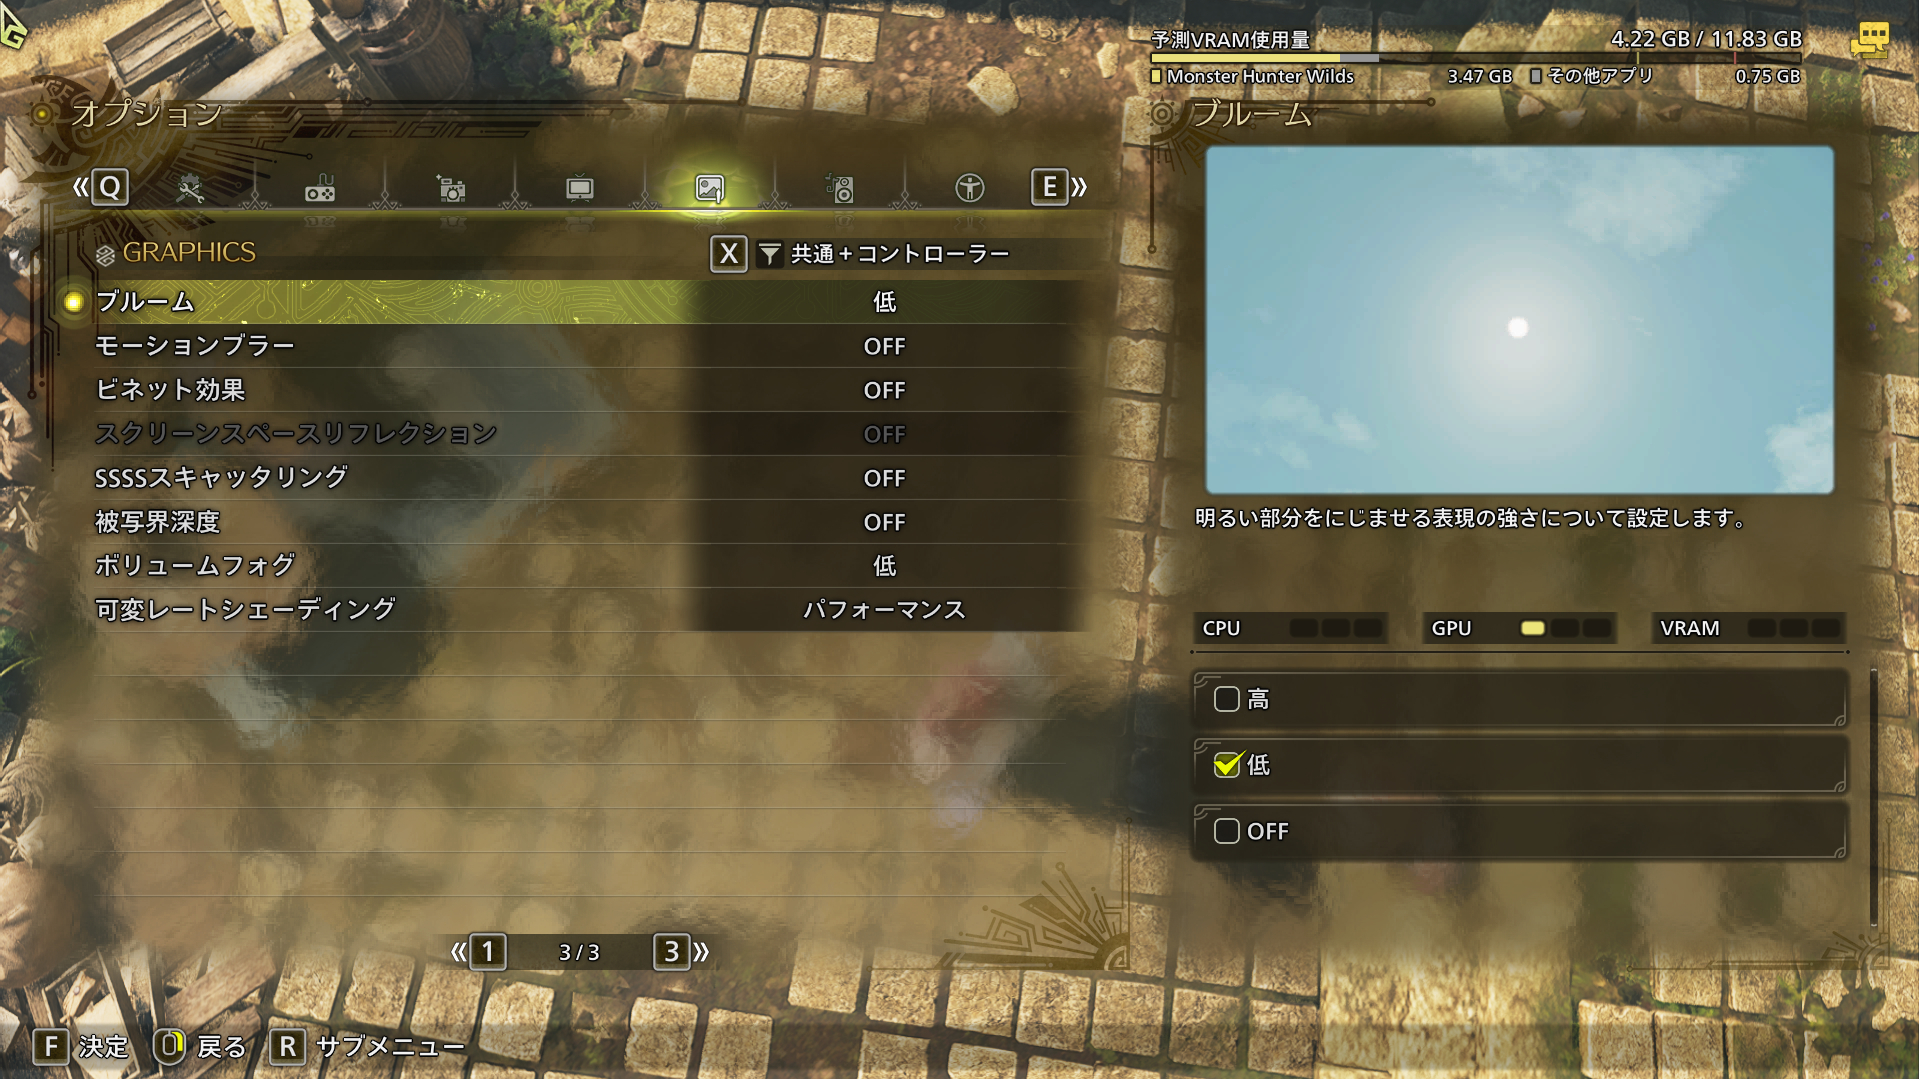 予測VRAM使用量 4.22 GB / 11.83 GB
Monster Hunter Wilds 3.47 GB その他アプリ 0.75 GB
オプション
Q E
GRAPHICS X 共通+コントローラー
ブルーム 低
モーションブラー OFF
ビネット効果 OFF
スクリーンスペースリフレクション OFF
SSSSスキャッタリング OFF
被写界深度 OFF
ボリュームフォグ 低
可変レートシェーディング パフォーマンス
1 3/3 3
ブルーム
明るい部分をにじませる表現の強さについて設定します。
CPU GPU VRAM
高
低
OFF
F 決定 戻る R サブメニュー